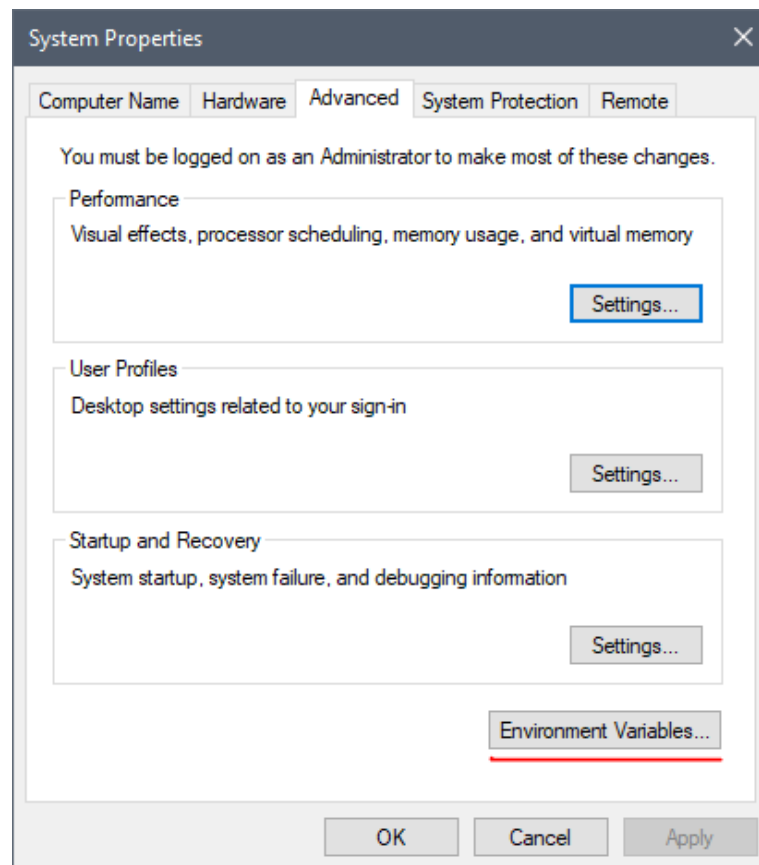 System Properties
Computer Name Hardware Advanced System Protection Remote
You must be logged on as an Administrator to make most of these changes.
Performance
Visual effects, processor scheduling, memory usage, and virtual memory
Settings...
User Profiles
Desktop settings related to your sign-in
Settings...
Startup and Recovery
System startup, system failure, and debugging information
Settings...
Environment Variables...
OK Cancel Apply